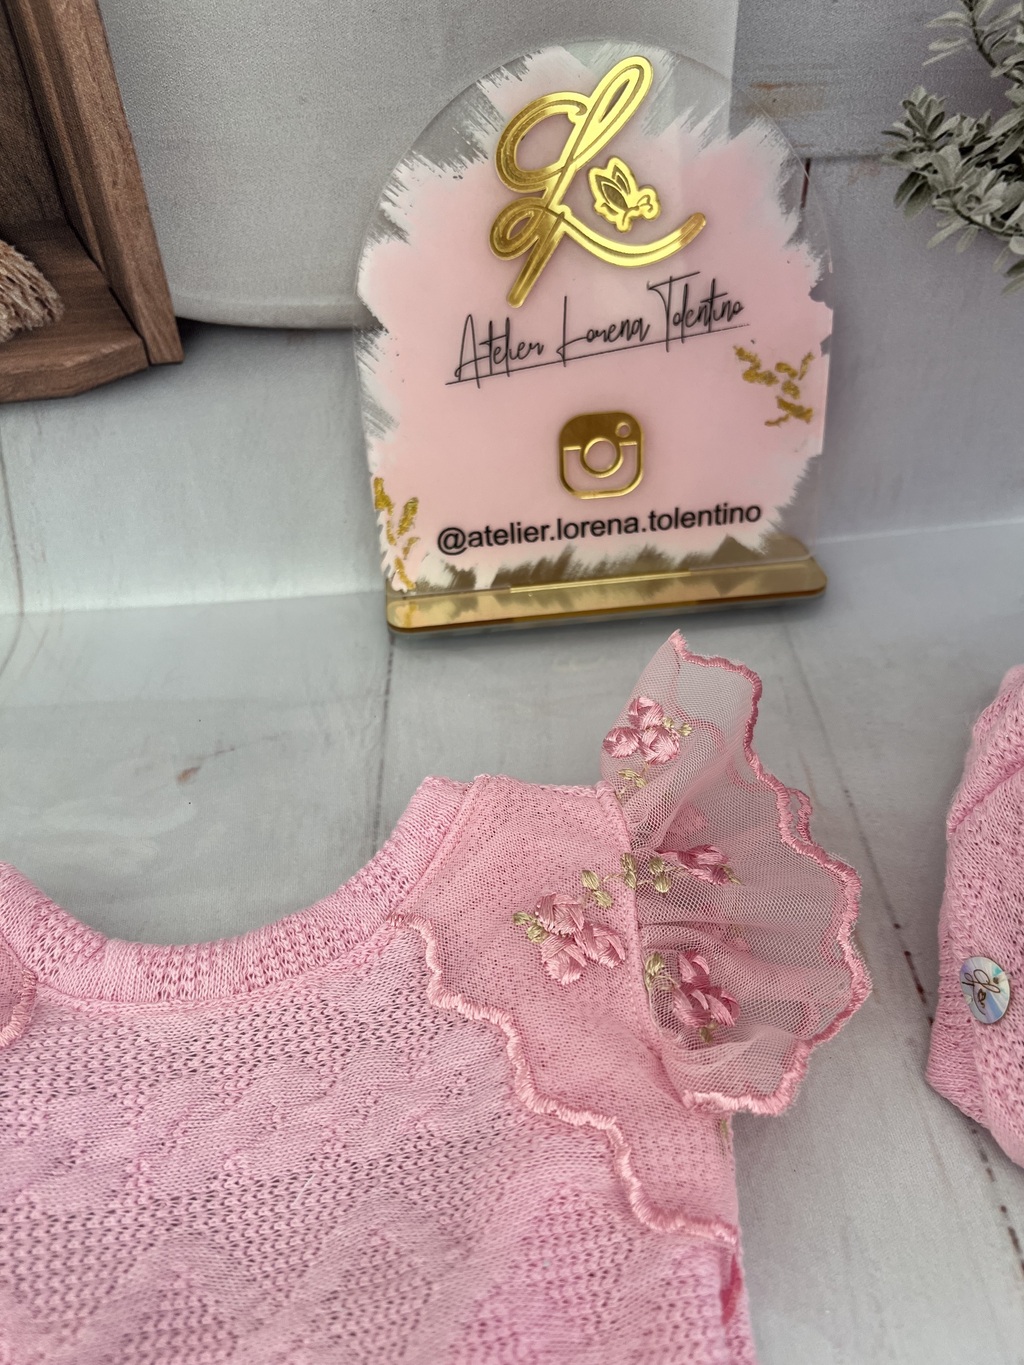 L
Atelier Lorena Tolentino
@atelier.lorena.tolentino